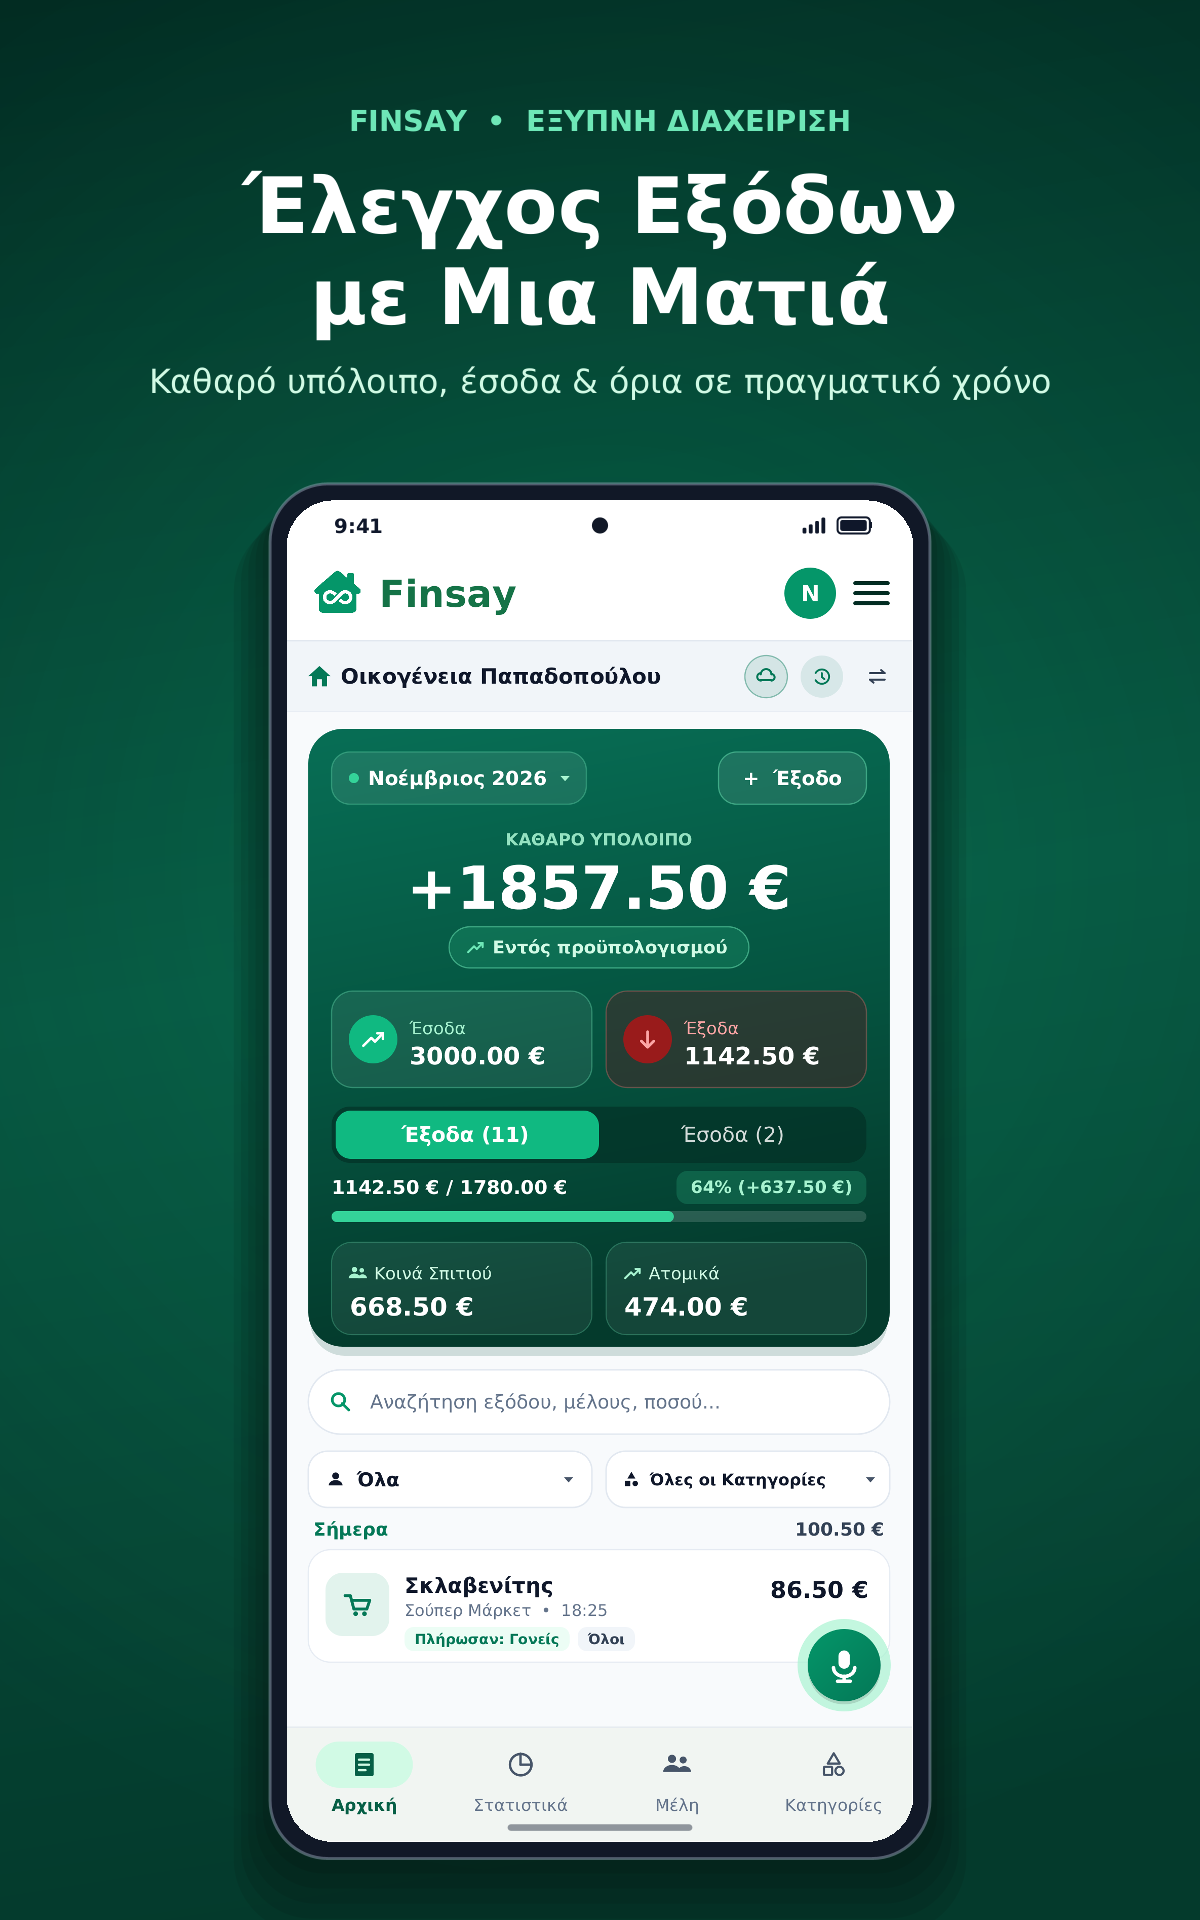 FINSAY • ΕΞΥΠΝΗ ΔΙΑΧΕΙΡΙΣΗ
Έλεγχος Εξόδων
με Μια Ματιά
Καθαρό υπόλοιπο, έσοδα & όρια σε πραγματικό χρόνο
9:41
Finsay
N
Οικογένεια Παπαδοπούλου
Νοέμβριος 2026
+ Έξοδο
ΚΑΘΑΡΟ ΥΠΟΛΟΙΠΟ
+1857.50 €
Εντός προϋπολογισμού
Έσοδα
3000.00 €
Έξοδα
1142.50 €
Έξοδα (11)
Έσοδα (2)
1142.50 € / 1780.00 €
64% (+637.50 €)
Κοινά Σπιτιού
668.50 €
Ατομικά
474.00 €
Αναζήτηση εξόδου, μέλους, ποσού...
Όλα
Όλες οι Κατηγορίες
Σήμερα
100.50 €
Σκλαβενίτης
86.50 €
Σούπερ Μάρκετ • 18:25
Πλήρωσαν: Γονείς
Όλοι
Αρχική
Στατιστικά
Μέλη
Κατηγορίες